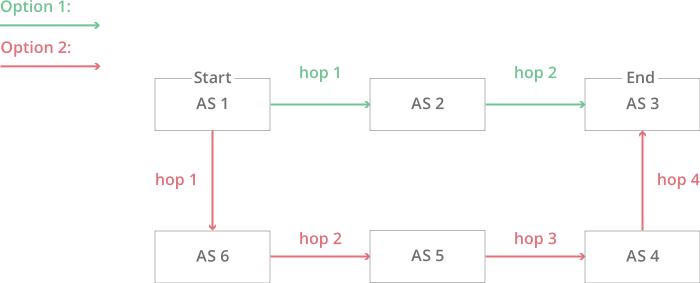 Option 1:
Option 2:
Start
hop 1
hop 2
End
AS 1
AS 2
AS 3
hop 1
hop 4
hop 2
hop 3
AS 6
AS 5
AS 4